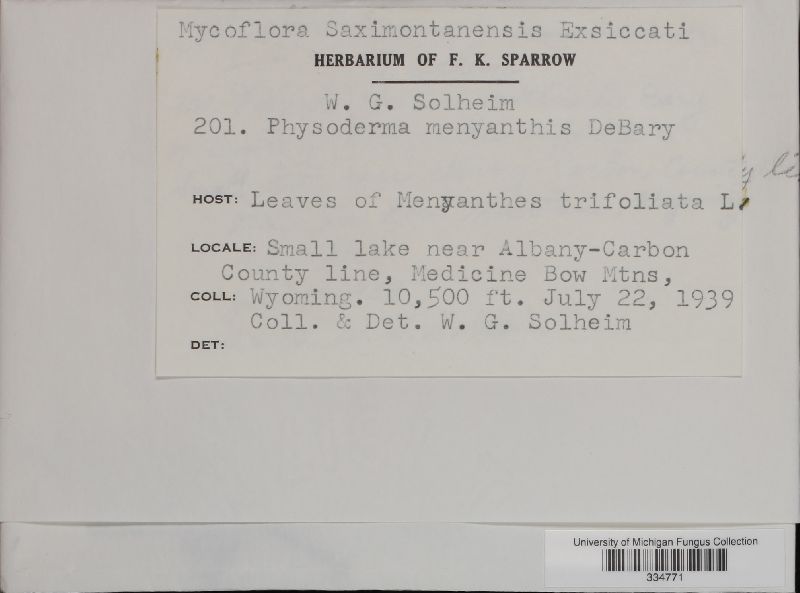 Mycoflora Saximontanensis Exsiccati
HERBARIUM OF F. K. SPARROW
W. G. Solheim
201. Physoderma menyanthis DeBary
HOST: Leaves of Menyanthes trifoliata L.
LOCALE: Small lake near Albany-Carbon
County line, Medicine Bow Mtns,
COLL: Wyoming. 10,500 ft. July 22, 1939
Coll. & Det. W. G. Solheim
DET:
University of Michigan Fungus Collection
334771